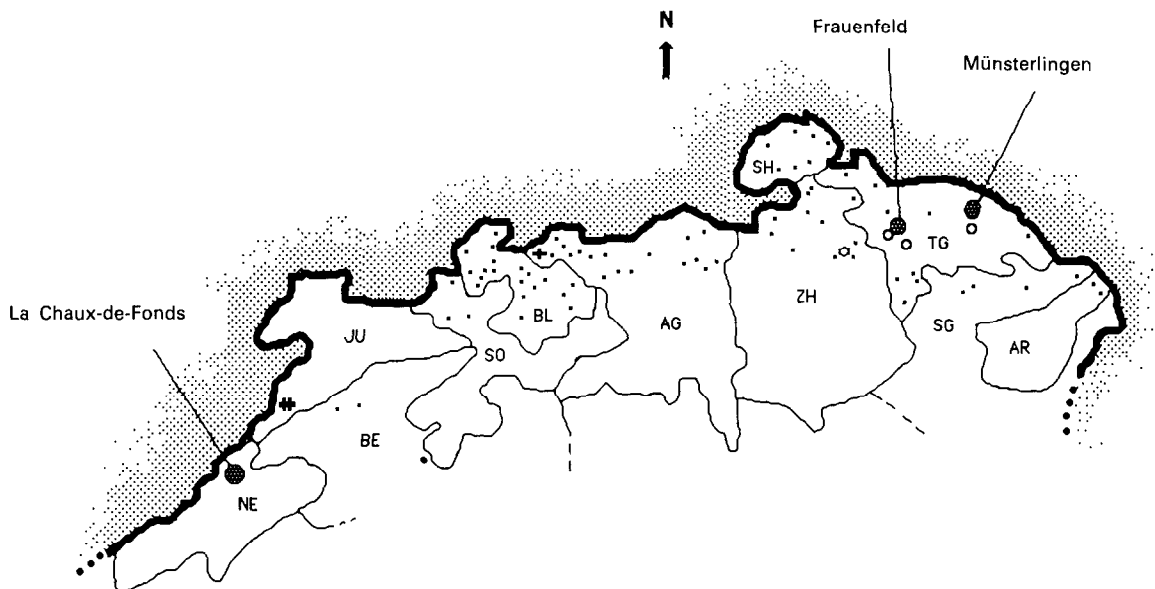 N
Frauenfeld
Münsterlingen
SH
TG
La Chaux-de-Fonds
JU
BL
SO
AG
ZH
SG
AR
BE
NE